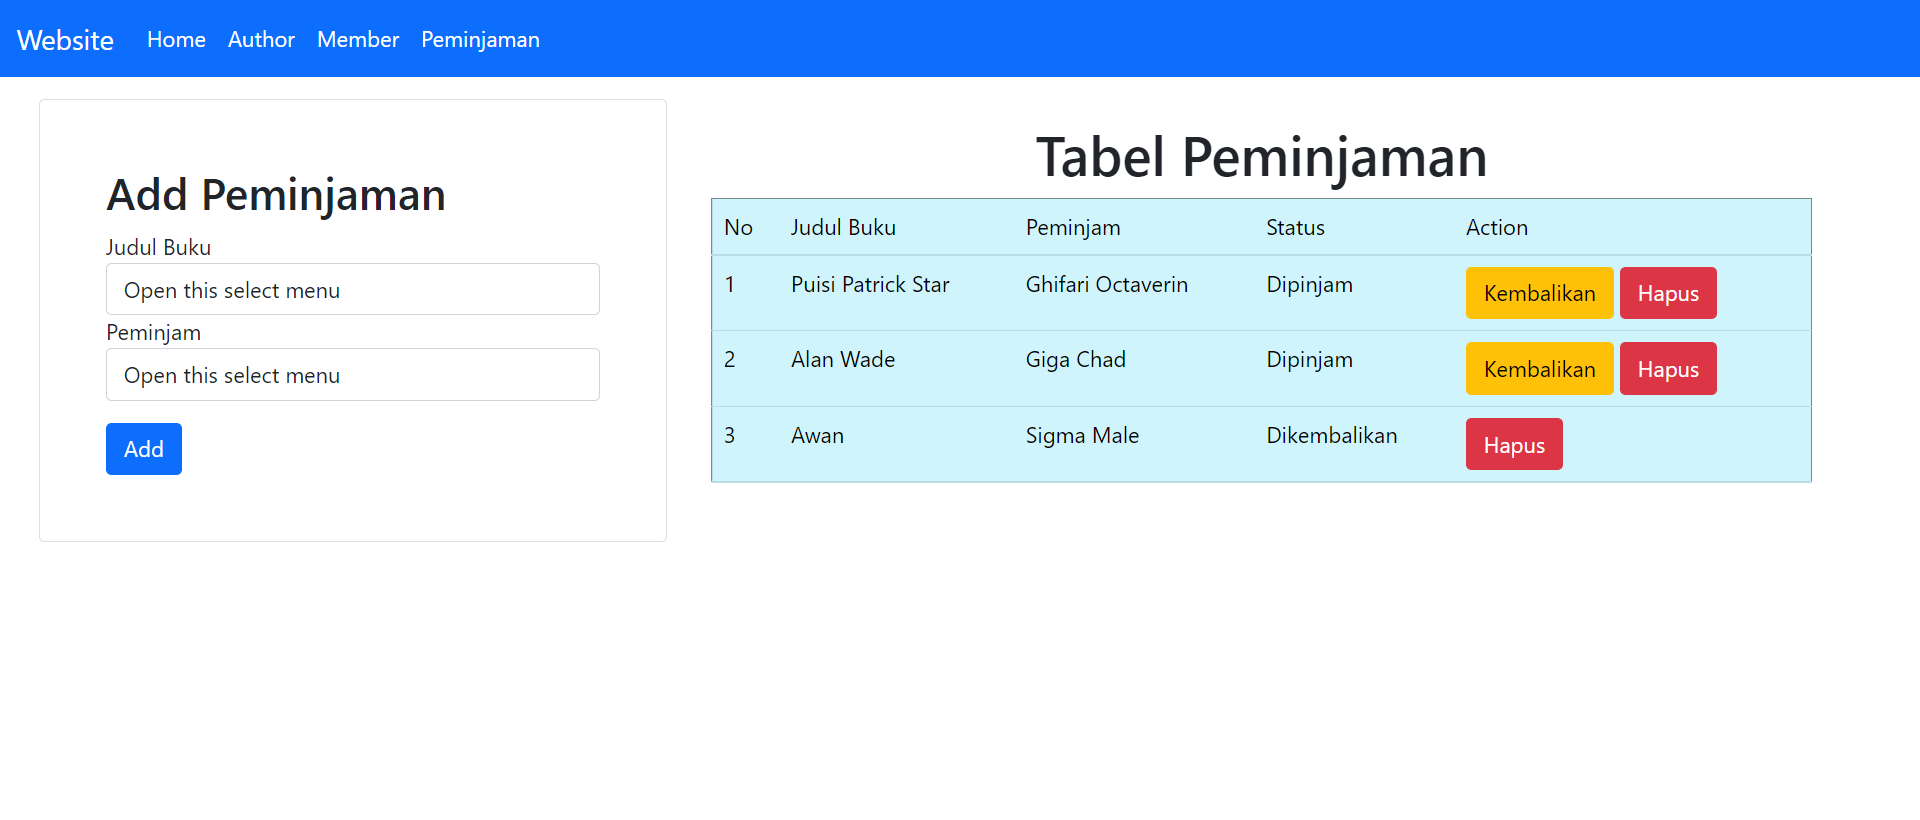 Website Home Author Member Peminjaman
Add Peminjaman
Judul Buku
Open this select menu
Peminjam
Open this select menu
Add
Tabel Peminjaman
No Judul Buku Peminjam Status Action
1 Puisi Patrick Star Ghifari Octaverin Dipinjam Kembalikan Hapus
2 Alan Wade Giga Chad Dipinjam Kembalikan Hapus
3 Awan Sigma Male Dikembalikan Hapus